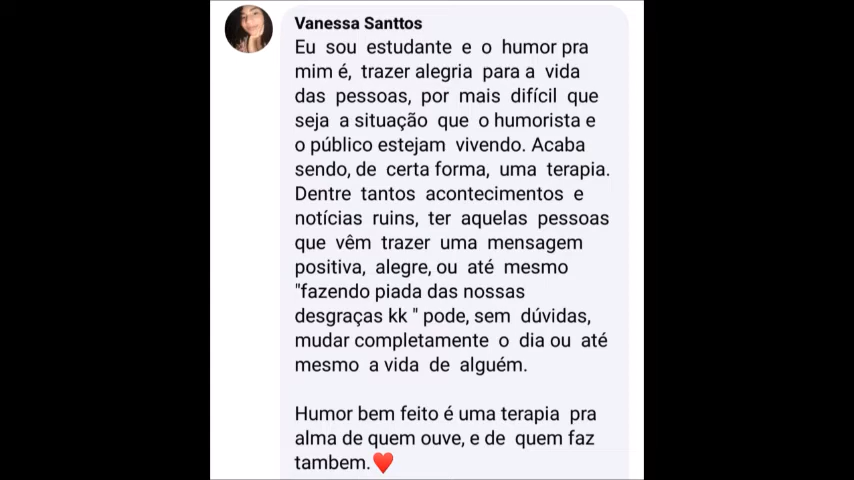 Vanessa Santtos
Eu sou estudante e o humor pra
mim é, trazer alegria para a vida
das pessoas, por mais difícil que
seja a situação que o humorista e
o público estejam vivendo. Acaba
sendo, de certa forma, uma terapia.
Dentre tantos acontecimentos e
notícias ruins, ter aquelas pessoas
que vêm trazer uma mensagem
positiva, alegre, ou até mesmo
"fazendo piada das nossas
desgraças kk " pode, sem dúvidas,
mudar completamente o dia ou até
mesmo a vida de alguém.
Humor bem feito é uma terapia pra
alma de quem ouve, e de quem faz
tambem.❤️